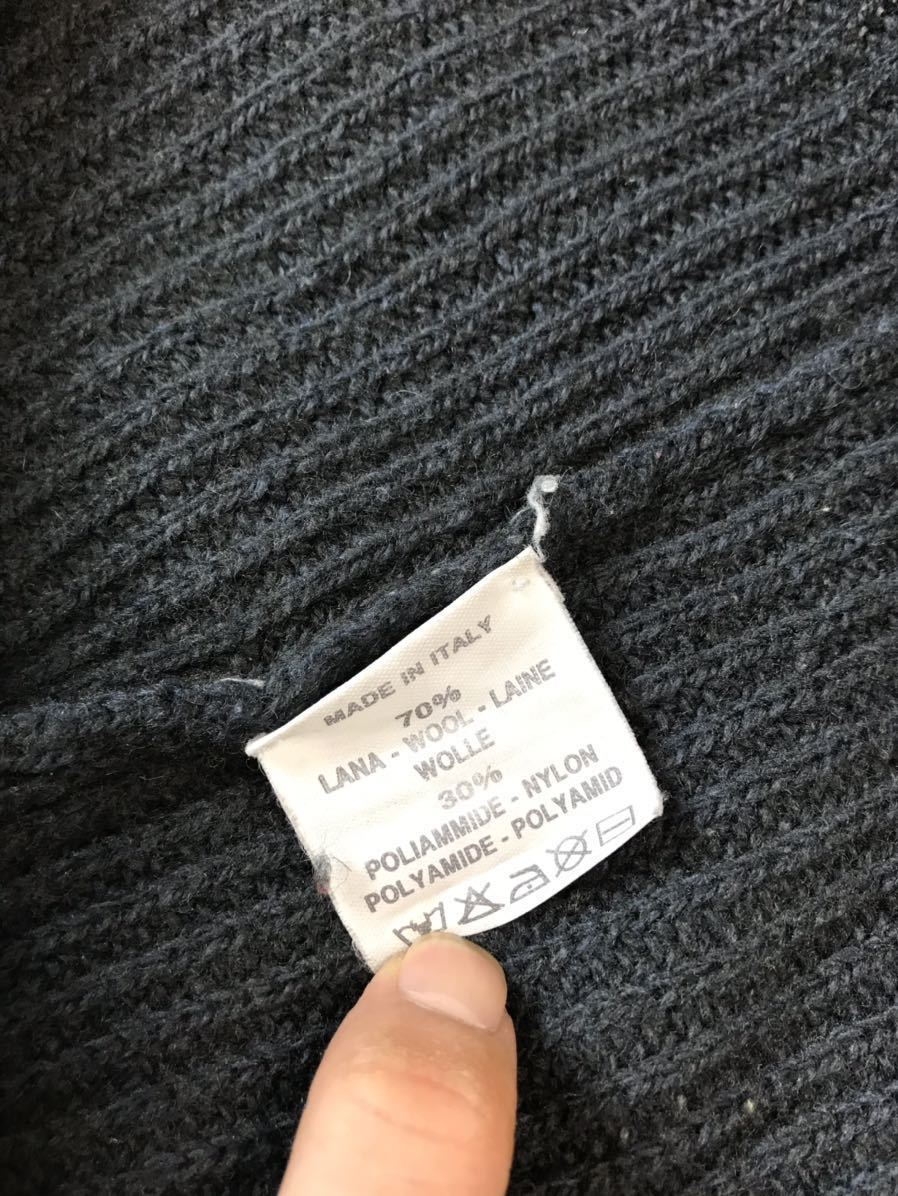 MADE IN ITALY
70%
LANA - WOOL - LAINE
WOLLE
30%
POLIAMMIDE - NYLON
POLYAMIDE - POLYAMID